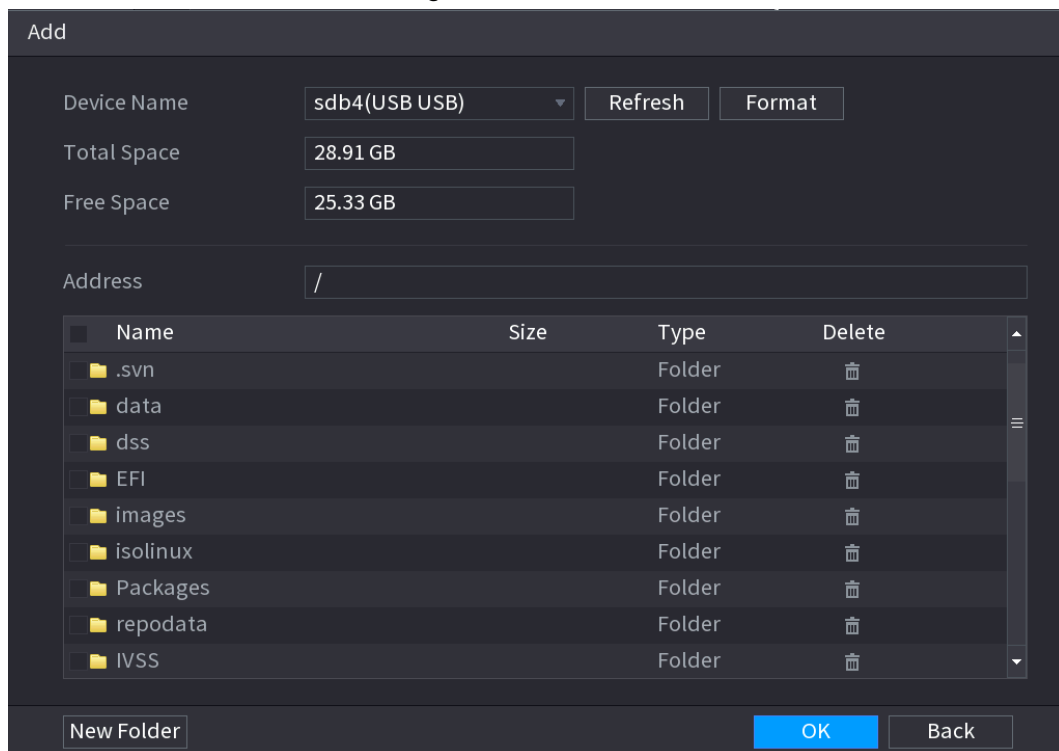 Add
Device Name sdb4(USB USB) Refresh Format
Total Space 28.91 GB
Free Space 25.33 GB
Address /
Name Size Type Delete
.svn Folder
data Folder
dss Folder
EFI Folder
images Folder
isolinux Folder
Packages Folder
repodata Folder
IVSS Folder
New Folder OK Back